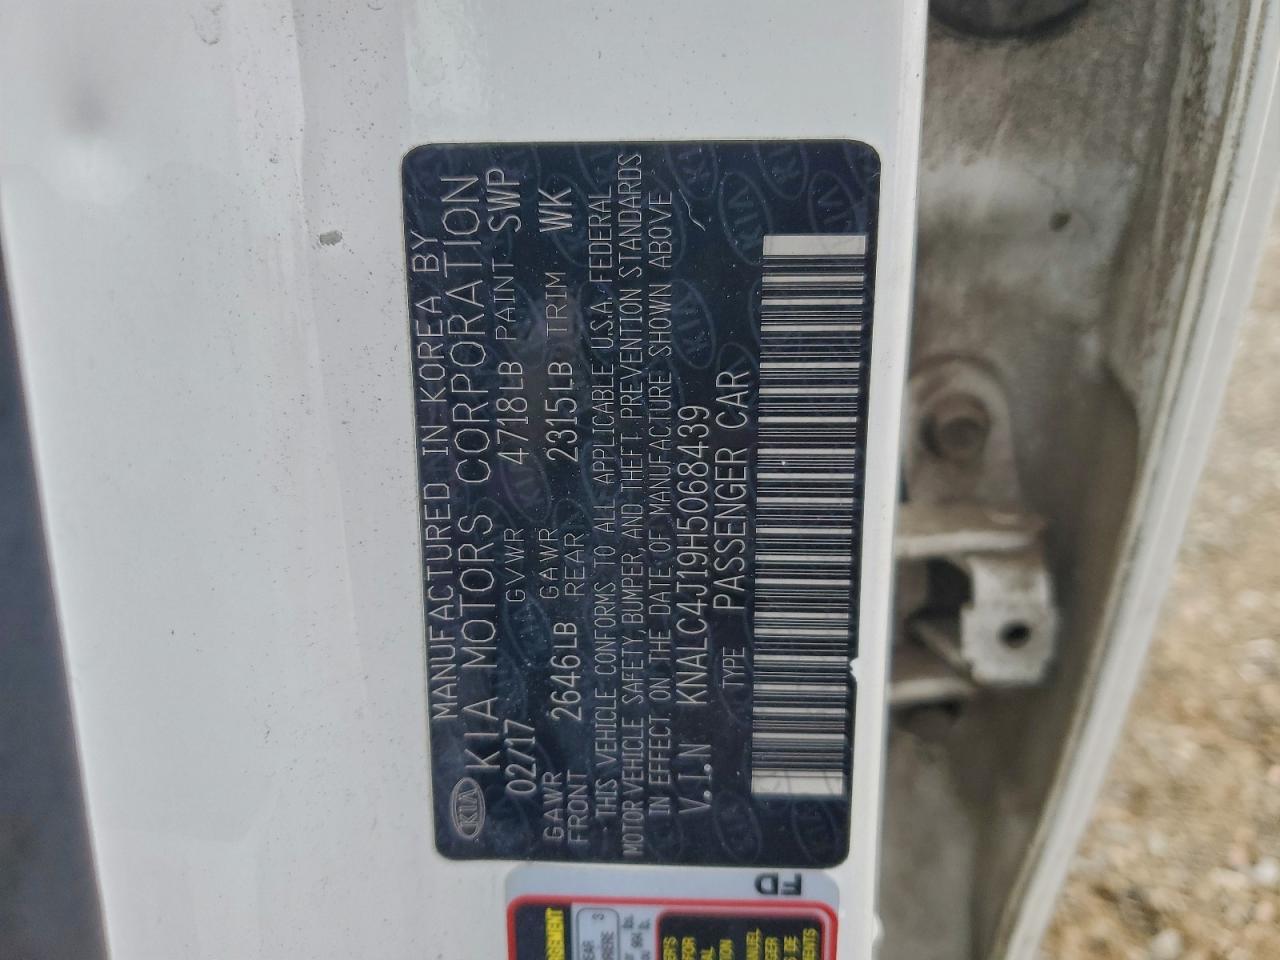 MANUFACTURED IN KOREA BY
KIA KIA MOTORS CORPORATION
02/17 GVWR 4718LB PAINT SWP
GAWR FRONT 2646LB GAWR REAR 2315LB TRIM WK
THIS VEHICLE CONFORMS TO ALL APPLICABLE U.S.A. FEDERAL
MOTOR VEHICLE SAFETY, BUMPER, AND THEFT PREVENTION STANDARDS
IN EFFECT ON THE DATE OF MANUFACTURE SHOWN ABOVE
V.I.N KNALC4J19H5068439
TYPE PASSENGER CAR
FD